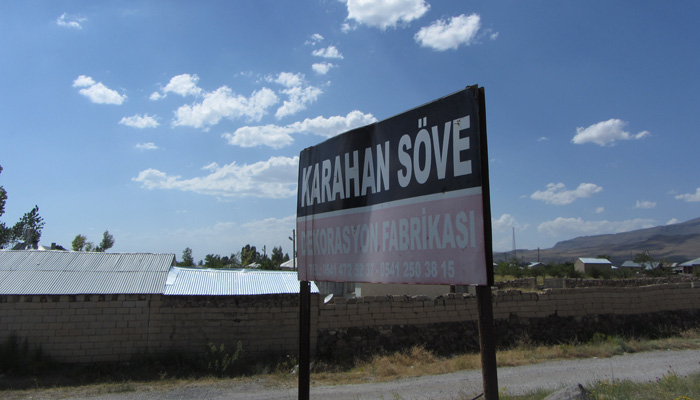 KARAHAN SÖVE
DEKORASYON FABRİKASI
0541 250 38 15